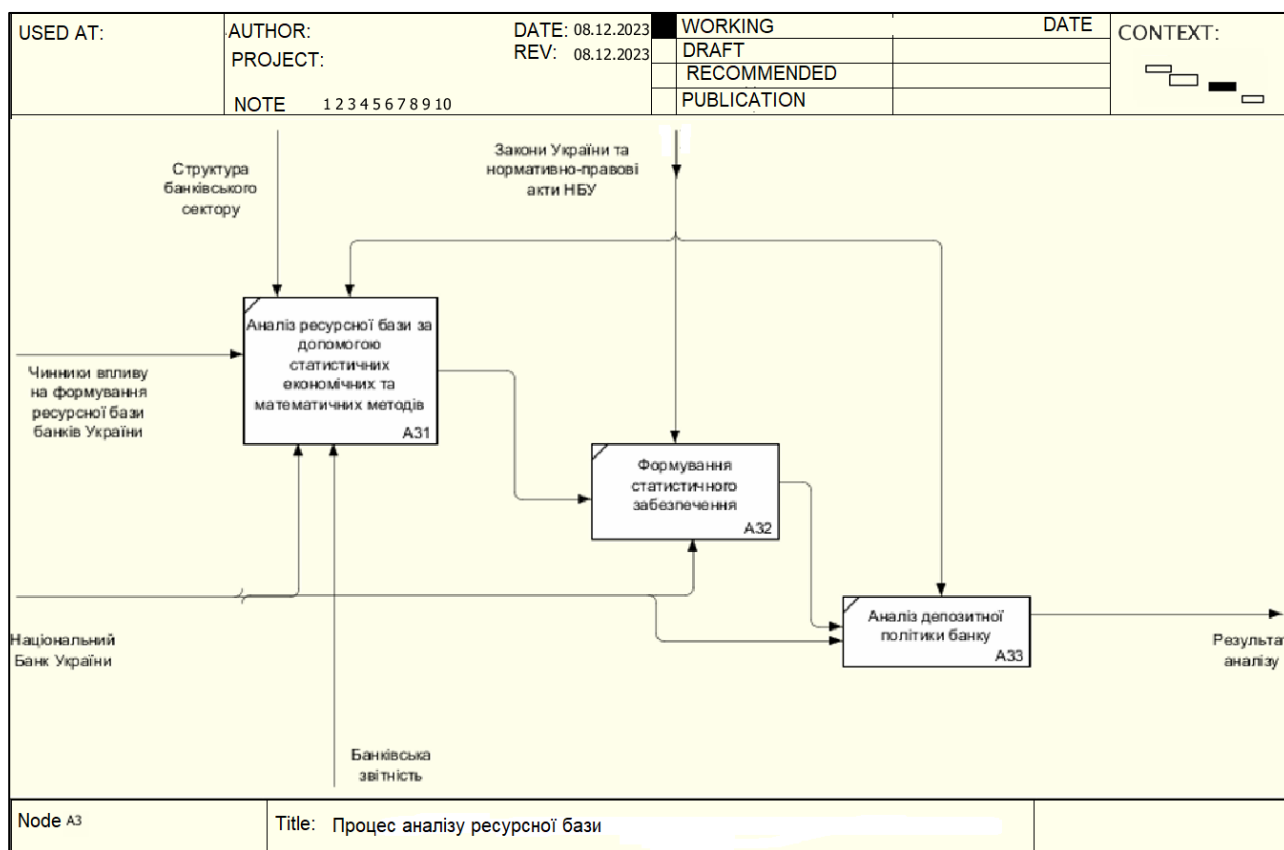 USED AT:
AUTHOR:
DATE: 08.12.2023
WORKING
DATE
CONTEXT:
PROJECT:
REV: 08.12.2023
DRAFT
RECOMMENDED
NOTE 1 2 3 4 5 6 7 8 9 10
PUBLICATION
Структура
банківського
сектору
Закони України та
нормативно-правові
акти НБУ
Аналіз ресурсної бази за
допомогою
статистичних
економічних та
математичних методів
A31
Чинники впливу
на формування
ресурсної бази
банків України
Формування
статистичного
забезпечення
A32
Аналіз депозитної
політики банку
A33
Національний
Банк України
Результат
аналізу
Банківська
звітність
Node A3
Title: Процес аналізу ресурсної бази